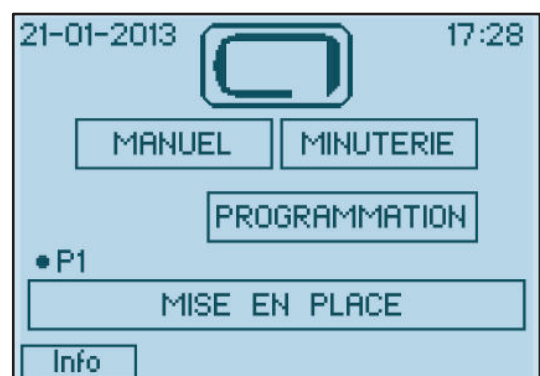 21-01-2013 17:28
MANUEL MINUTERIE
PROGRAMMATION
P1
MISE EN PLACE
Info